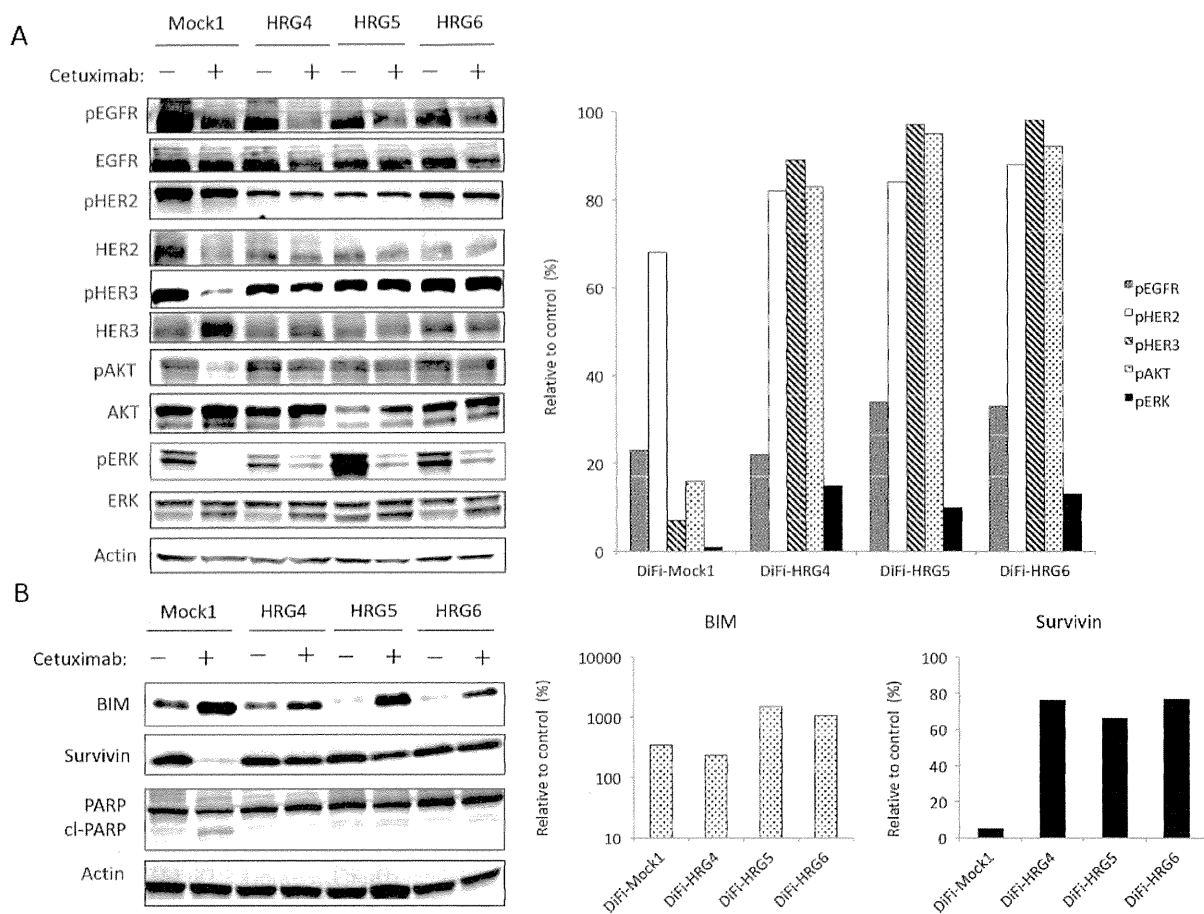 A
Mock1 HRG4 HRG5 HRG6
Cetuximab: − + − + − + − +
pEGFR
EGFR
pHER2
HER2
pHER3
HER3
pAKT
AKT
pERK
ERK
Actin
Relative to control (%)
100
80
60
40
20
0
DiFi-Mock1 DiFi-HRG4 DiFi-HRG5 DiFi-HRG6
pEGFR
pHER2
pHER3
pAKT
pERK
B
Mock1 HRG4 HRG5 HRG6
Cetuximab: − + − + − + − +
BIM
Survivin
PARP
cl-PARP
Actin
BIM
Relative to control (%)
10000
1000
100
10
DiFi-Mock1
DiFi-HRG4
DiFi-HRG5
DiFi-HRG6
Survivin
Relative to control (%)
100
80
60
40
20
0
DiFi-Mock1
DiFi-HRG4
DiFi-HRG5
DiFi-HRG6